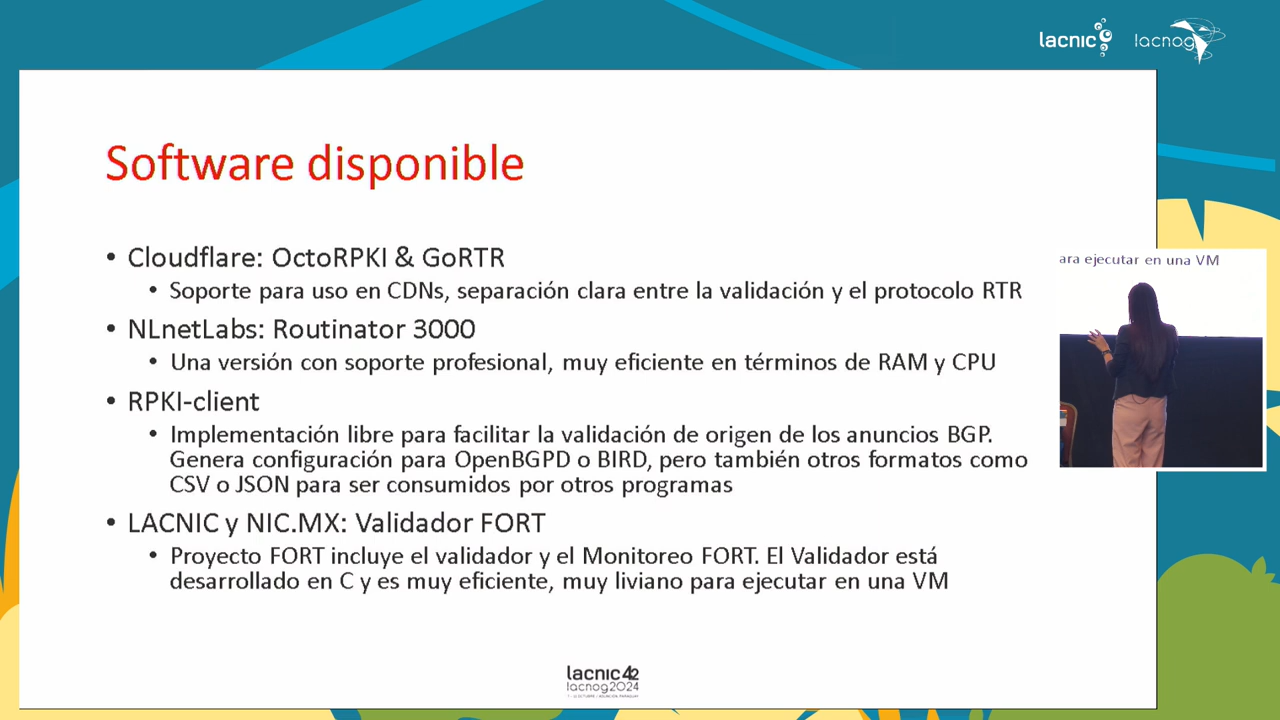 lacnic
lacnog
Software disponible
• Cloudflare: OctoRPKI & GoRTR
• Soporte para uso en CDNs, separación clara entre la validación y el protocolo RTR
• NLnetLabs: Routinator 3000
• Una versión con soporte profesional, muy eficiente en términos de RAM y CPU
• RPKI-client
• Implementación libre para facilitar la validación de origen de los anuncios BGP.
Genera configuración para OpenBGPD o BIRD, pero también otros formatos como
CSV o JSON para ser consumidos por otros programas
• LACNIC y NIC.MX: Validador FORT
• Proyecto FORT incluye el validador y el Monitoreo FORT. El Validador está
desarrollado en C y es muy eficiente, muy liviano para ejecutar en una VM
ara ejecutar en una VM
lacnic42
lacnog2024